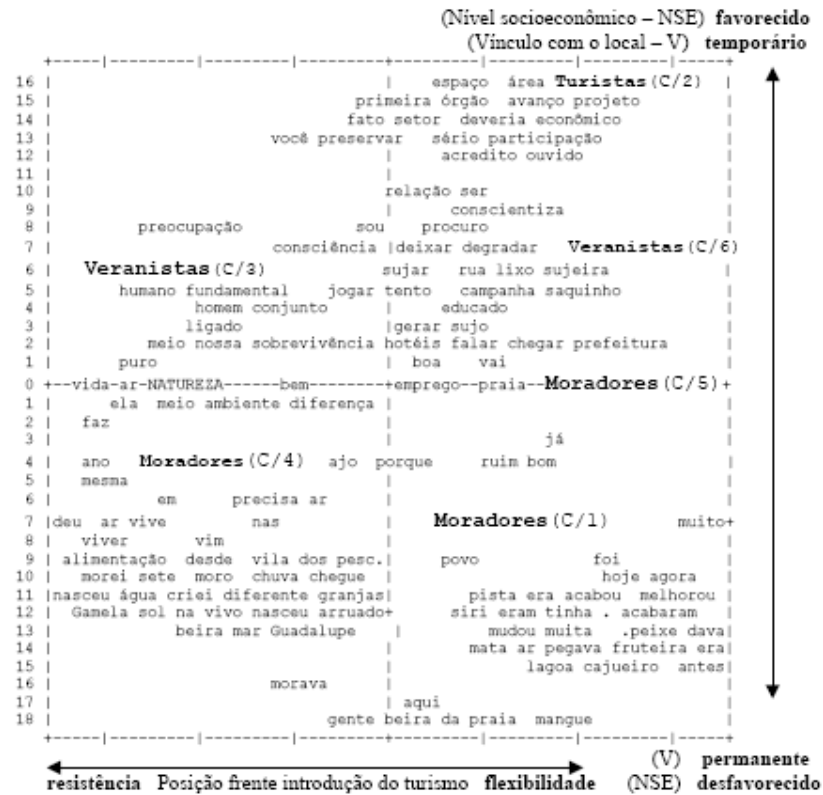 (Nível socioeconômico – NSE) favorecido
(Vínculo com o local – V) temporário
+-----|---------|---------|---------+---------|---------|---------|-----+
16 | | espaço área Turistas(C/2) |
15 | primeira órgão avanço projeto |
14 | fato setor deveria econômico |
13 | você preservar sério participação |
12 | | acredito ouvido |
11 | | |
10 | relação ser |
9 | | conscientiza |
8 | preocupação sou procuro |
7 | consciência |deixar degradar Veranistas(C/6)
6 | Veranistas(C/3) sujar rua lixo sujeira |
5 | humano fundamental jogar tento campanha saquinho |
4 | homem conjunto | educado |
3 | ligado |gerar sujo |
2 | meio nossa sobrevivência hotéis falar chegar prefeitura |
1 | puro | boa vai |
0 +--vida-ar-NATUREZA------bem---------+emprego--praia--Moradores(C/5)+
1 | ela meio ambiente diferença |
2 | faz | |
3 | | já |
4 | ano Moradores(C/4) ajo porque ruim bom |
5 | mesma | |
6 | em precisa ar | |
7 |deu ar vive nas | Moradores(C/1) muito+
8 | viver vim | |
9 | alimentação desde vila dos pesc.| povo foi |
10 | morei sete moro chuva chegue | hoje agora |
11 |nasceu água criei diferente granjas| pista era acabou melhorou |
12 | Gamela sol na vivo nasceu arruado+ siri eram tinha . acabaram |
13 | beira mar Guadalupe | mudou muita .peixe dava|
14 | | mata ar pegava fruteira era|
15 | | lagoa cajueiro antes|
16 | morava | |
17 | | aqui |
18 | gente beira da praia mangue |
+-----|---------|---------|---------+---------|---------|---------|-----+
(V) permanente
resistência Posição frente introdução do turismo flexibilidade (NSE) desfavorecido